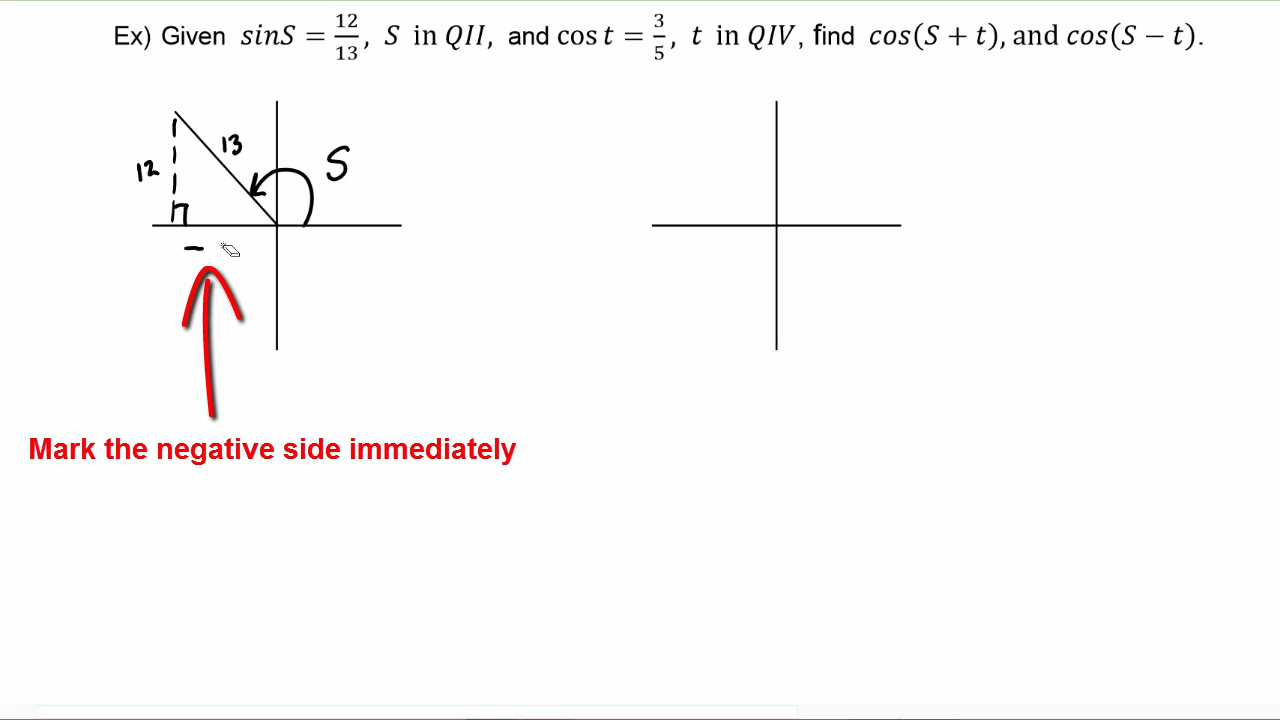 Ex) Given sinS = 12/13, S in QII, and cos t = 3/5, t in QIV, find cos(S + t), and cos(S − t).
13
S
12
−
Mark the negative side immediately